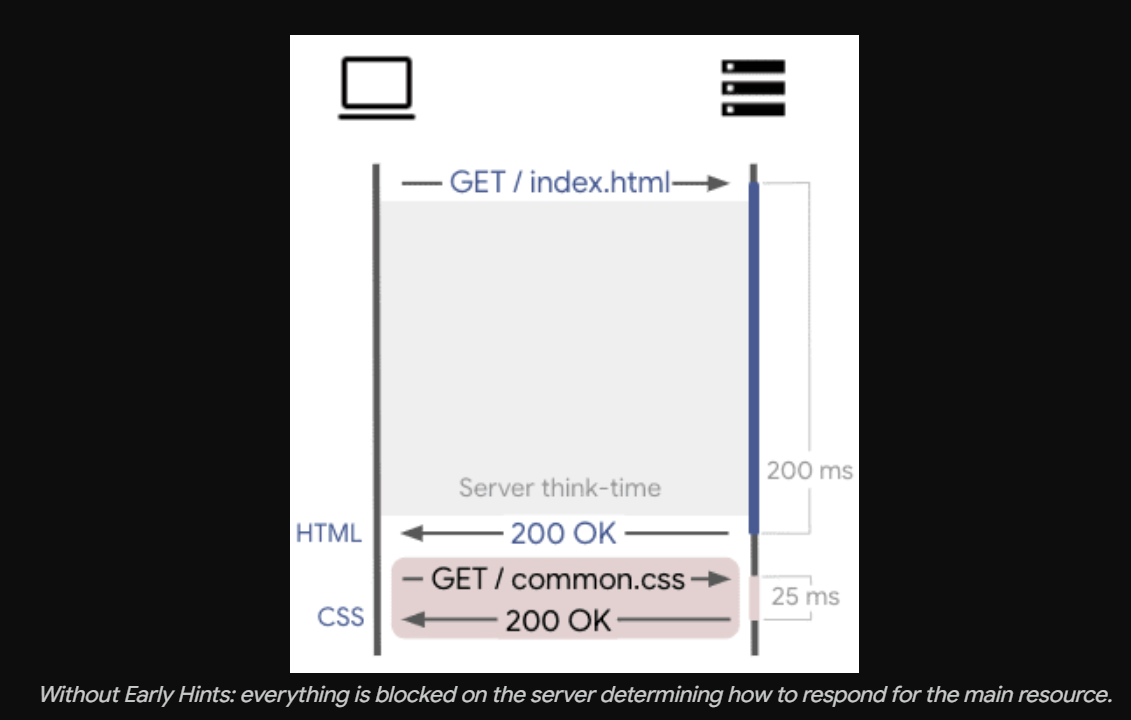 GET / index.html
200 ms
Server think-time
HTML
200 OK
GET / common.css
25 ms
CSS
200 OK
Without Early Hints: everything is blocked on the server determining how to respond for the main resource.